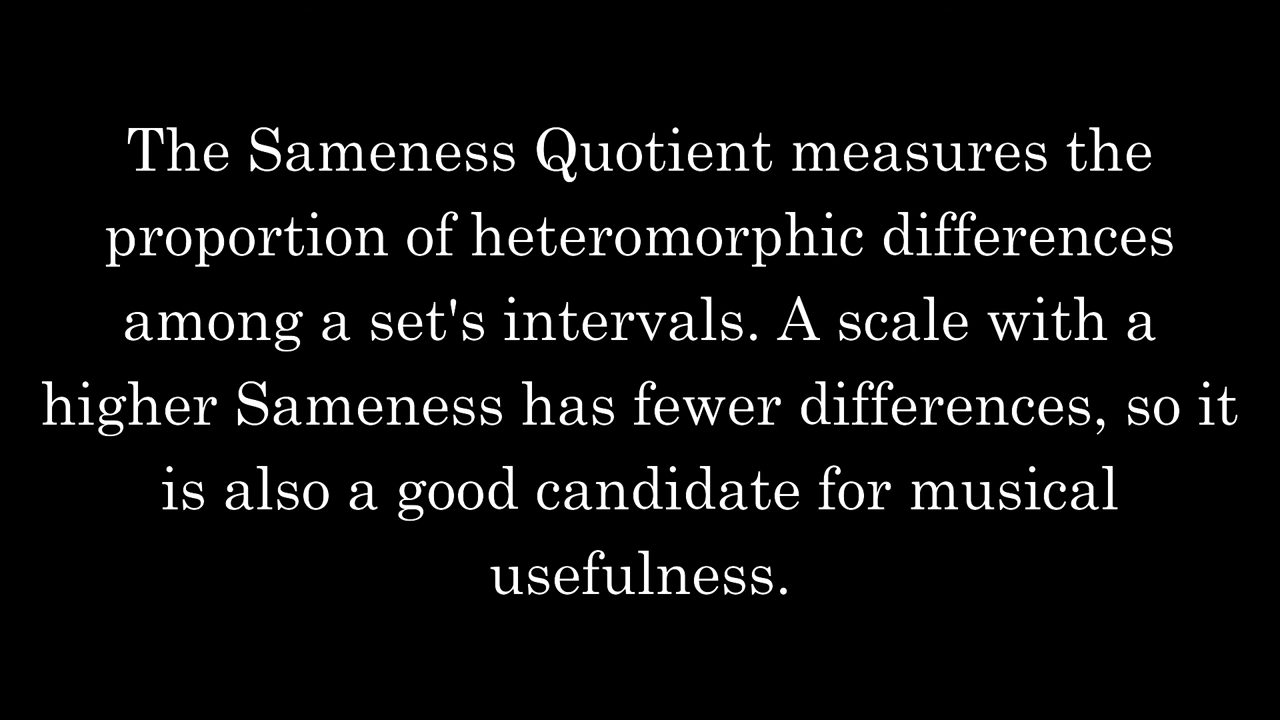 The Sameness Quotient measures the
proportion of heteromorphic differences
among a set's intervals. A scale with a
higher Sameness has fewer differences, so it
is also a good candidate for musical
usefulness.